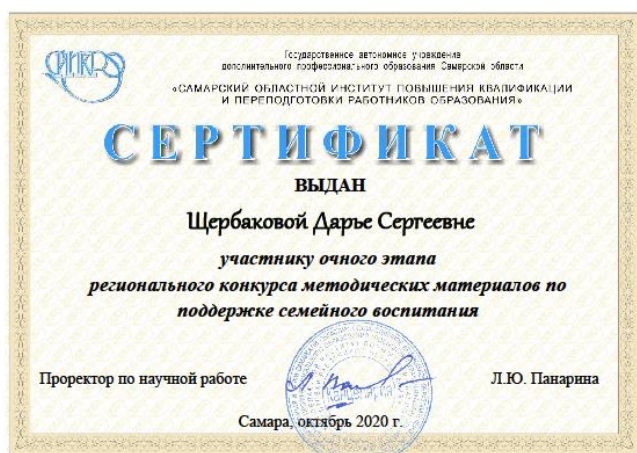 Государственное автономное учреждение
дополнительного профессионального образования Самарской области
«САМАРСКИЙ ОБЛАСТНОЙ ИНСТИТУТ ПОВЫШЕНИЯ КВАЛИФИКАЦИИ
И ПЕРЕПОДГОТОВКИ РАБОТНИКОВ ОБРАЗОВАНИЯ»
СЕРТИФИКАТ
ВЫДАН
Щербаковой Дарье Сергеевне
участнику очного этапа
регионального конкурса методических материалов по
поддержке семейного воспитания
Проректор по научной работе
Л.Ю. Панарина
Канцелярия
Самара, октябрь 2020 г.